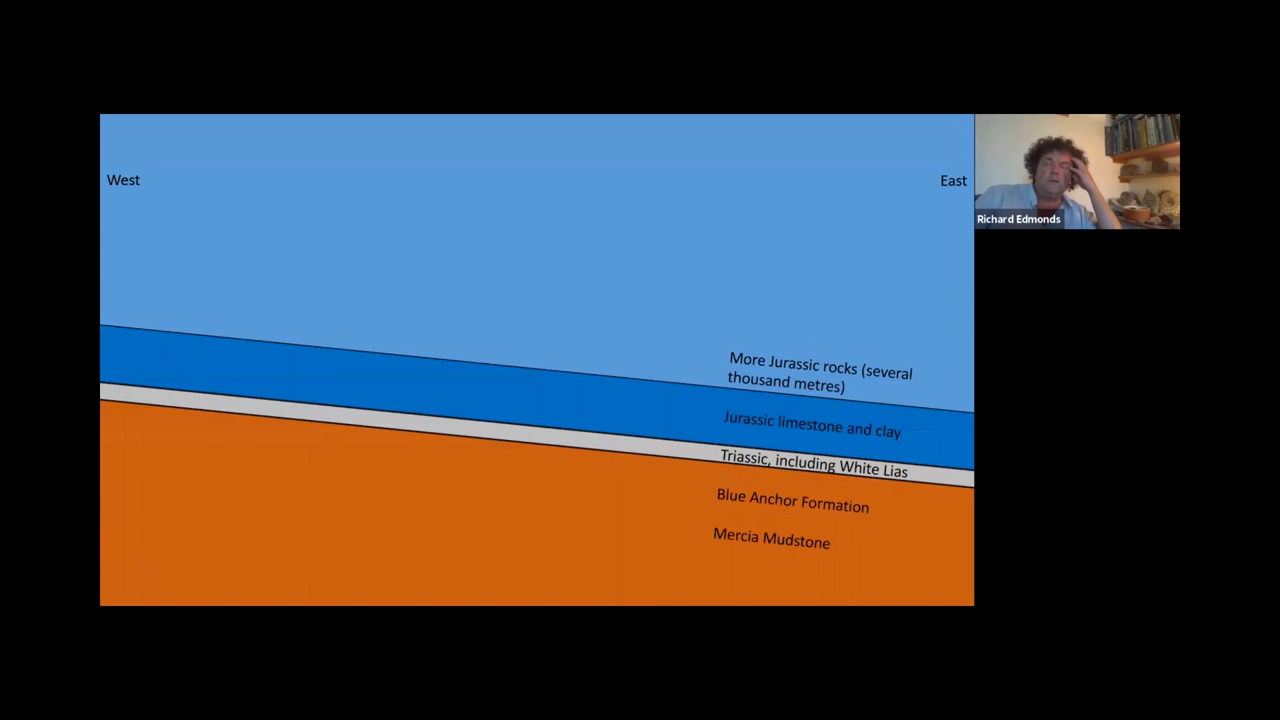 West
East
Richard Edmonds
More Jurassic rocks (several
thousand metres)
Jurassic limestone and clay
Triassic, including White Lias
Blue Anchor Formation
Mercia Mudstone